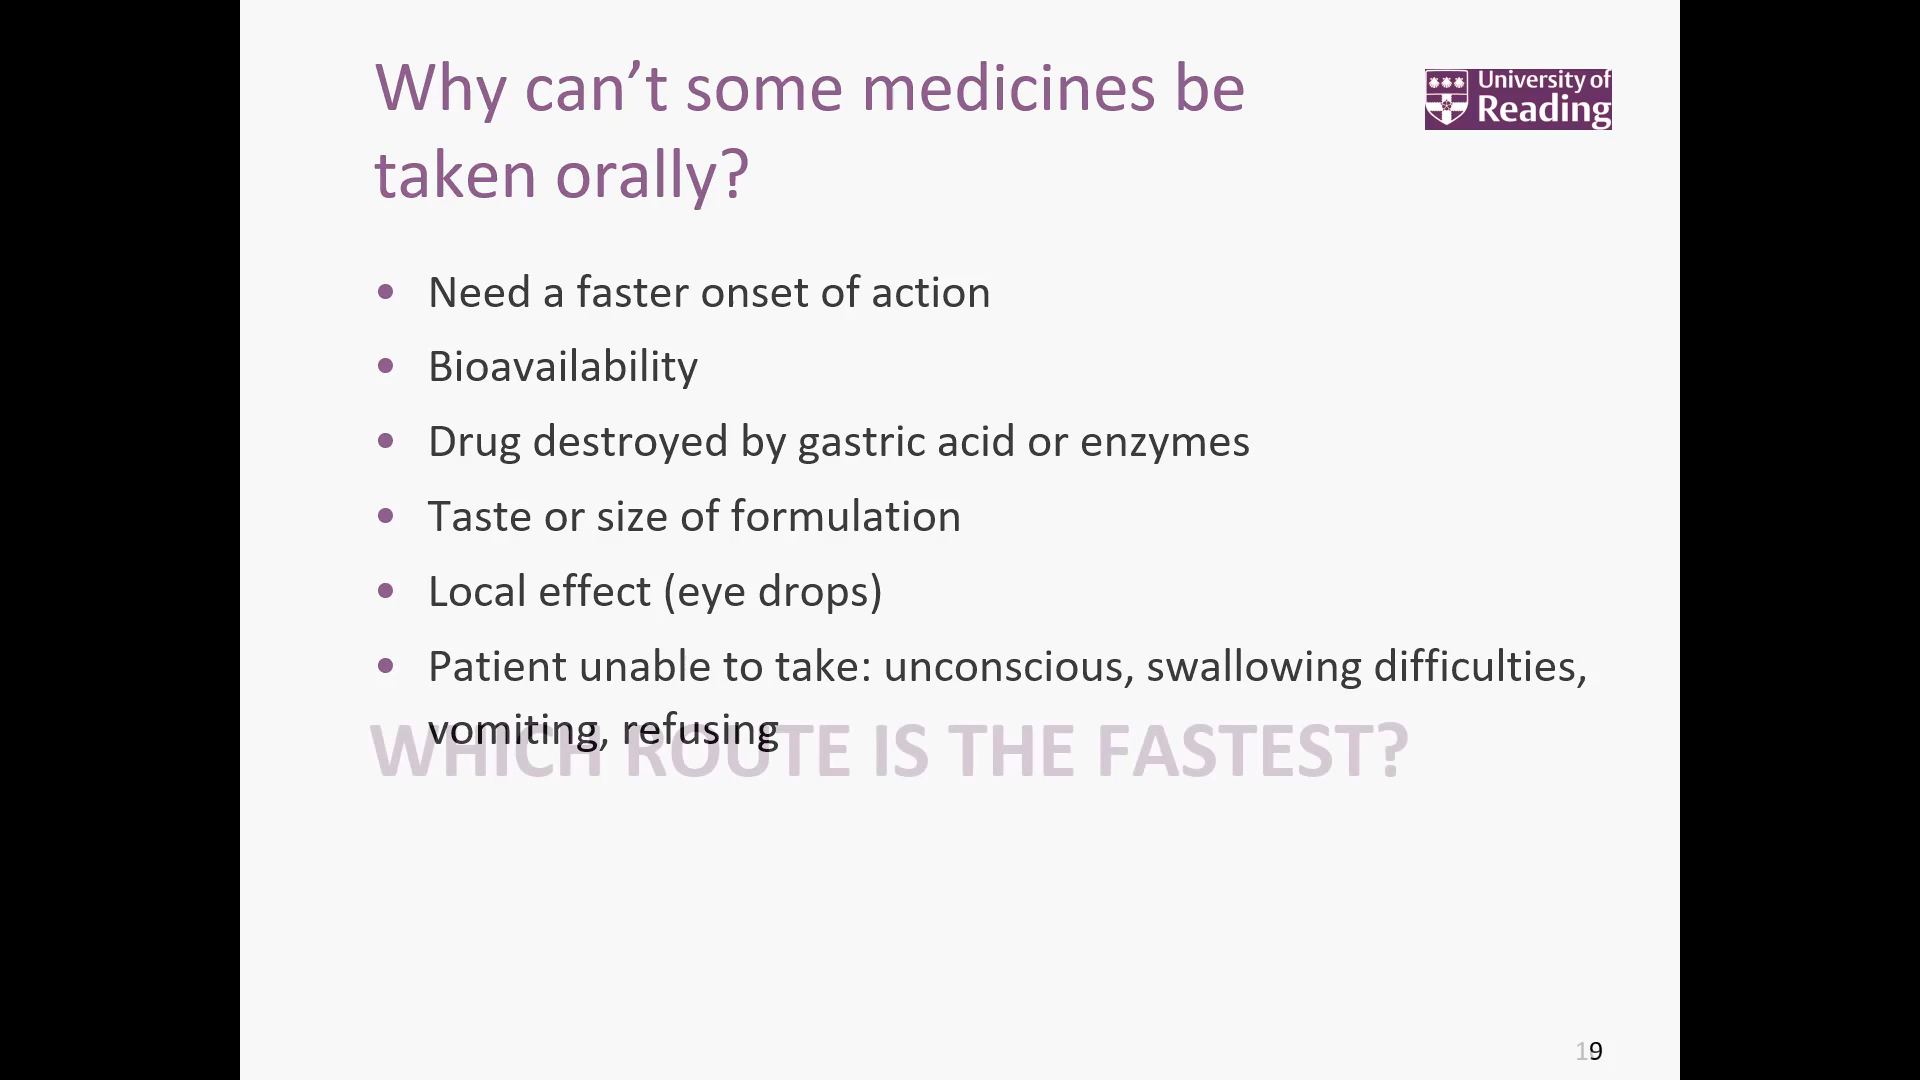 Why can’t some medicines be
taken orally?
University of
Reading
• Need a faster onset of action
• Bioavailability
• Drug destroyed by gastric acid or enzymes
• Taste or size of formulation
• Local effect (eye drops)
• Patient unable to take: unconscious, swallowing difficulties,
vomiting, refusing
WHICH ROUTE IS THE FASTEST?
19